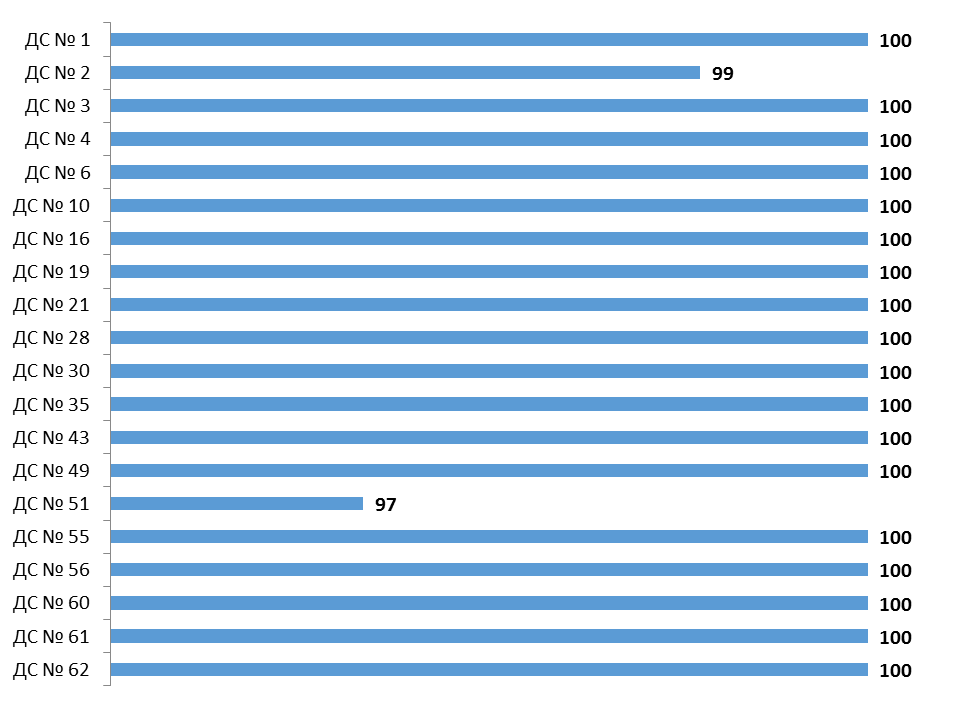 ДС № 1 100
ДС № 2 99
ДС № 3 100
ДС № 4 100
ДС № 6 100
ДС № 10 100
ДС № 16 100
ДС № 19 100
ДС № 21 100
ДС № 28 100
ДС № 30 100
ДС № 35 100
ДС № 43 100
ДС № 49 100
ДС № 51 97
ДС № 55 100
ДС № 56 100
ДС № 60 100
ДС № 61 100
ДС № 62 100